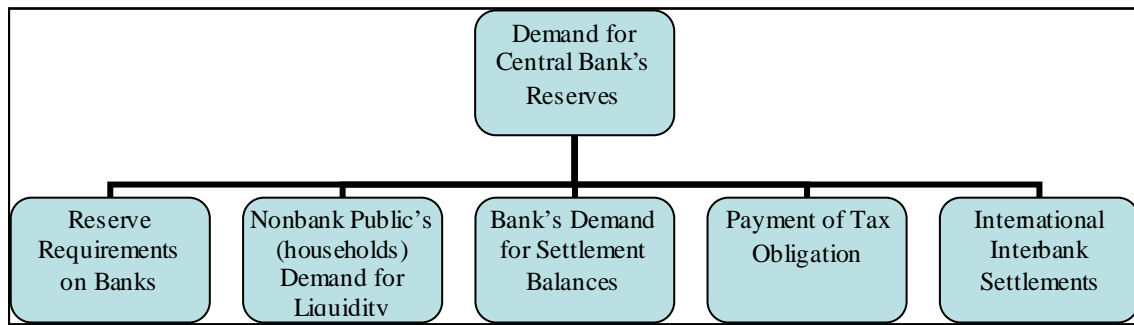 Demand for
Central Bank's
Reserves
Reserve
Requirements
on Banks
Nonbank Public's
(households)
Demand for
Liquidity
Bank's Demand
for Settlement
Balances
Payment of Tax
Obligation
International
Interbank
Settlements